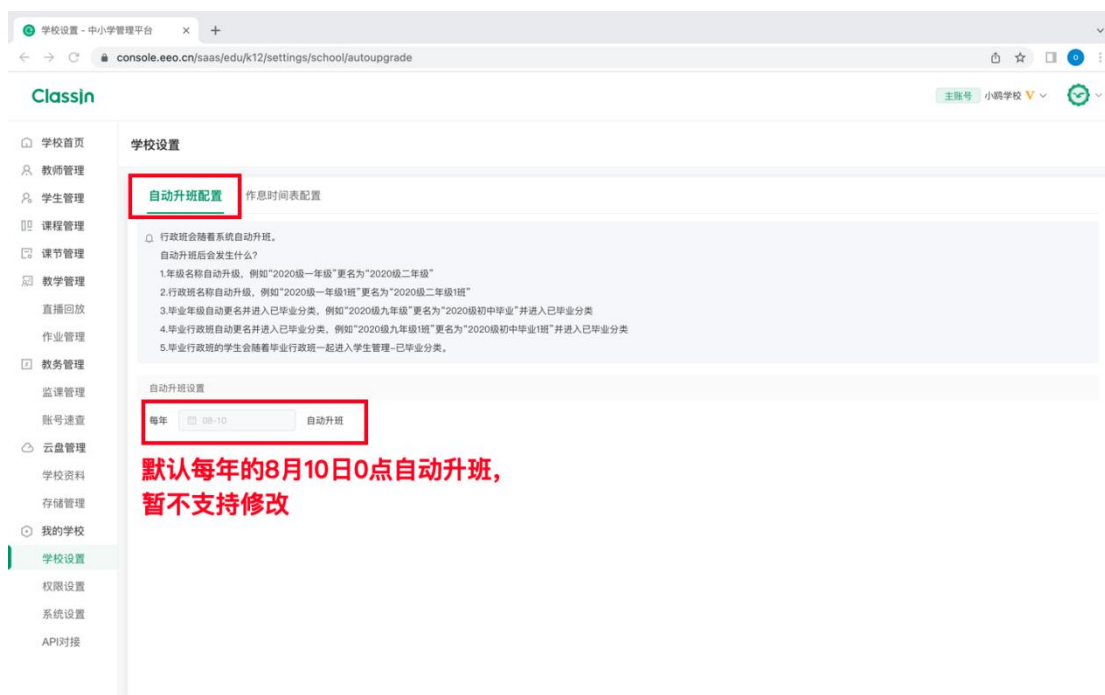 学校设置 - 中小学管理平台
console.eeo.cn/saas/edu/k12/settings/school/autoupgrade
ClassIn
主账号 小鸥学校 V
学校首页
教师管理
学生管理
课程管理
课节管理
教学管理
直播回放
作业管理
教务管理
监课管理
账号速查
云盘管理
学校资料
存储管理
我的学校
学校设置
权限设置
系统设置
API对接
学校设置
自动升班配置 作息时间表配置
行政班会随着系统自动升班。
自动升班后会发生什么?
1.年级名称自动升级,例如“2020级一年级”更名为“2020级二年级”
2.行政班名称自动升级,例如“2020级一年级1班”更名为“2020级二年级1班”
3.毕业年级自动更名并进入已毕业分类,例如“2020级九年级”更名为“2020级初中毕业”并进入已毕业分类
4.毕业行政班自动更名并进入已毕业分类,例如“2020级九年级1班”更名为“2020级初中毕业1班”并进入已毕业分类
5.毕业行政班的学生会随着毕业行政班一起进入学生管理-已毕业分类。
自动升班设置
每年 08-10 自动升班
默认每年的8月10日0点自动升班,
暂不支持修改